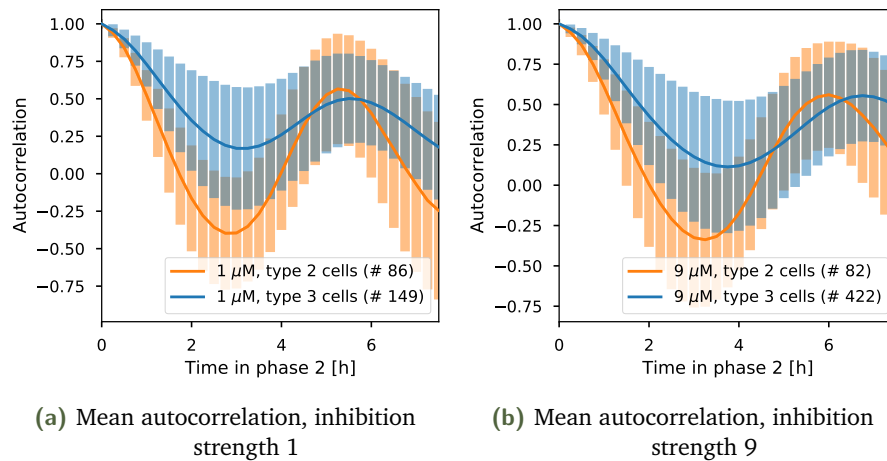 1.00
0.75
0.50
0.25
0.00
−0.25
−0.50
−0.75
Autocorrelation
1 μM, type 2 cells (# 86)
1 μM, type 3 cells (# 149)
0 2 4 6
Time in phase 2 [h]
(a) Mean autocorrelation, inhibition
strength 1
1.00
0.75
0.50
0.25
0.00
−0.25
−0.50
−0.75
Autocorrelation
9 μM, type 2 cells (# 82)
9 μM, type 3 cells (# 422)
0 2 4 6
Time in phase 2 [h]
(b) Mean autocorrelation, inhibition
strength 9